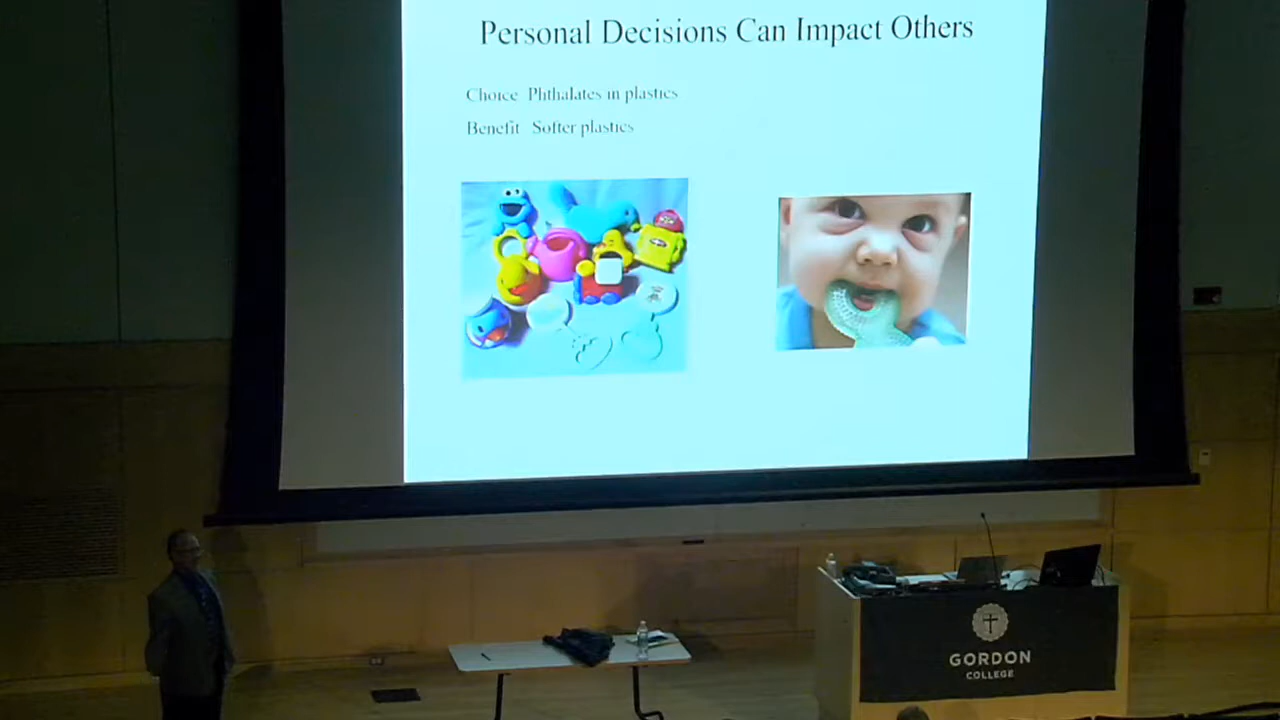 Personal Decisions Can Impact Others
Choice Phthalates in plastics
Benefit Softer plastics
GORDON
COLLEGE